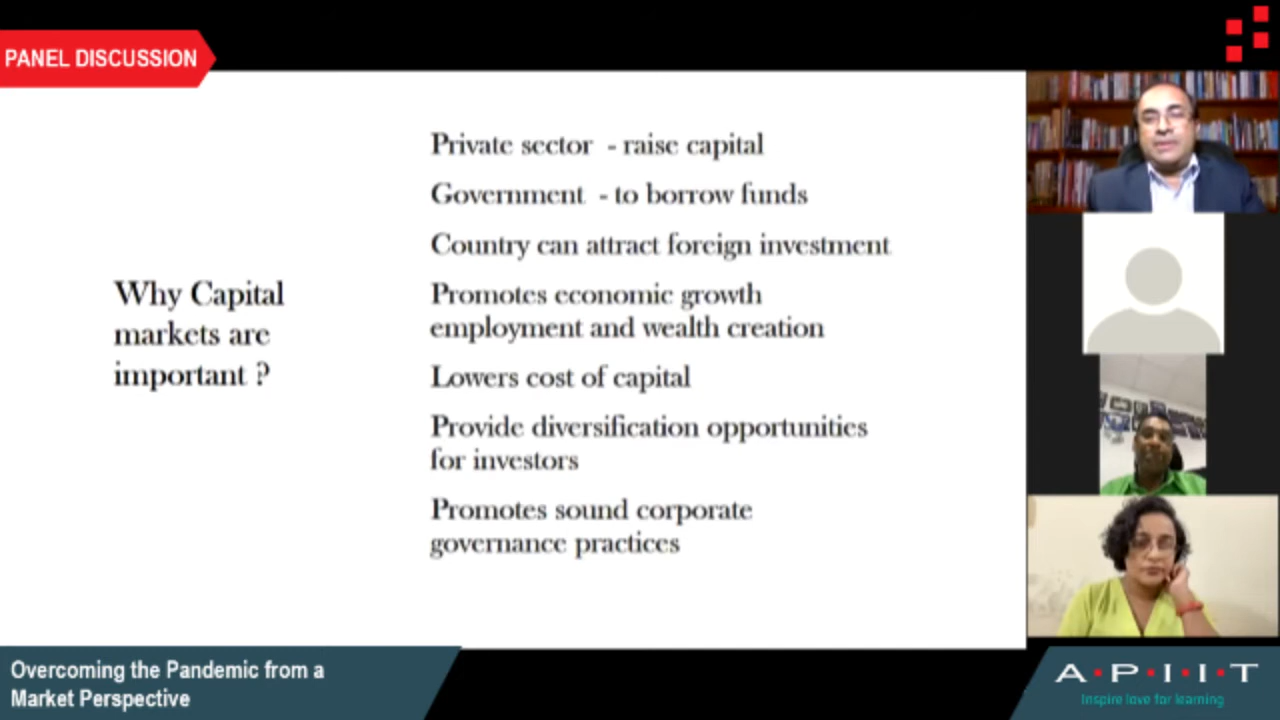 PANEL DISCUSSION
Why Capital
markets are
important ?
Private sector - raise capital
Government - to borrow funds
Country can attract foreign investment
Promotes economic growth
employment and wealth creation
Lowers cost of capital
Provide diversification opportunities
for investors
Promotes sound corporate
governance practices
Overcoming the Pandemic from a
Market Perspective
A·P·I·I·T
Inspire love for learning